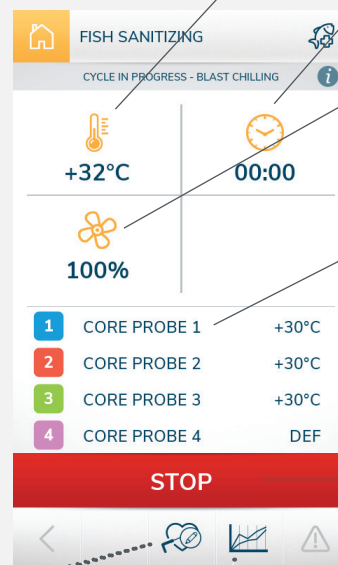 FISH SANITIZING
CYCLE IN PROGRESS - BLAST CHILLING i
+32°C 00:00
100%
1 CORE PROBE 1 +30°C
2 CORE PROBE 2 +30°C
3 CORE PROBE 3 +30°C
4 CORE PROBE 4 DEF
STOP